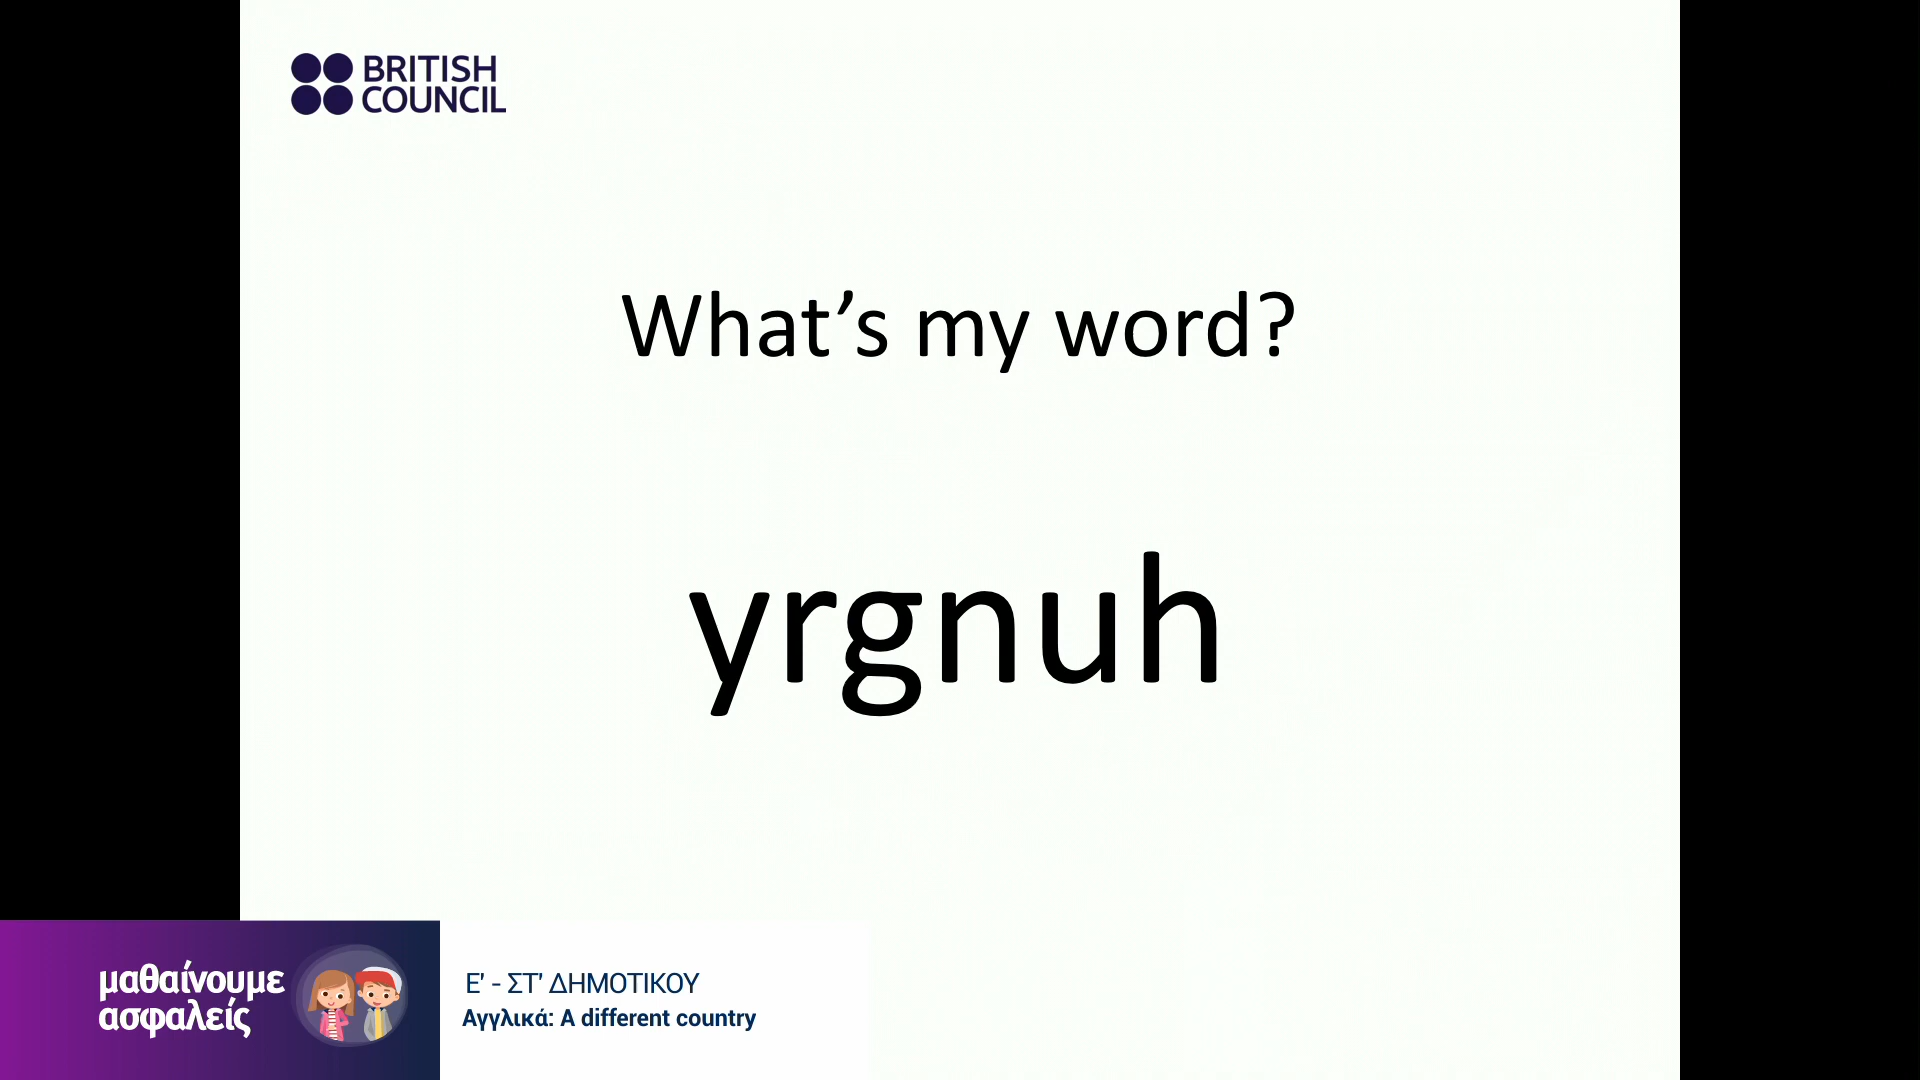 BRITISH
COUNCIL
What’s my word?
yrgnuh
μαθαίνουμε
ασφαλείς
Ε' - ΣΤ' ΔΗΜΟΤΙΚΟΥ
Αγγλικά: A different country